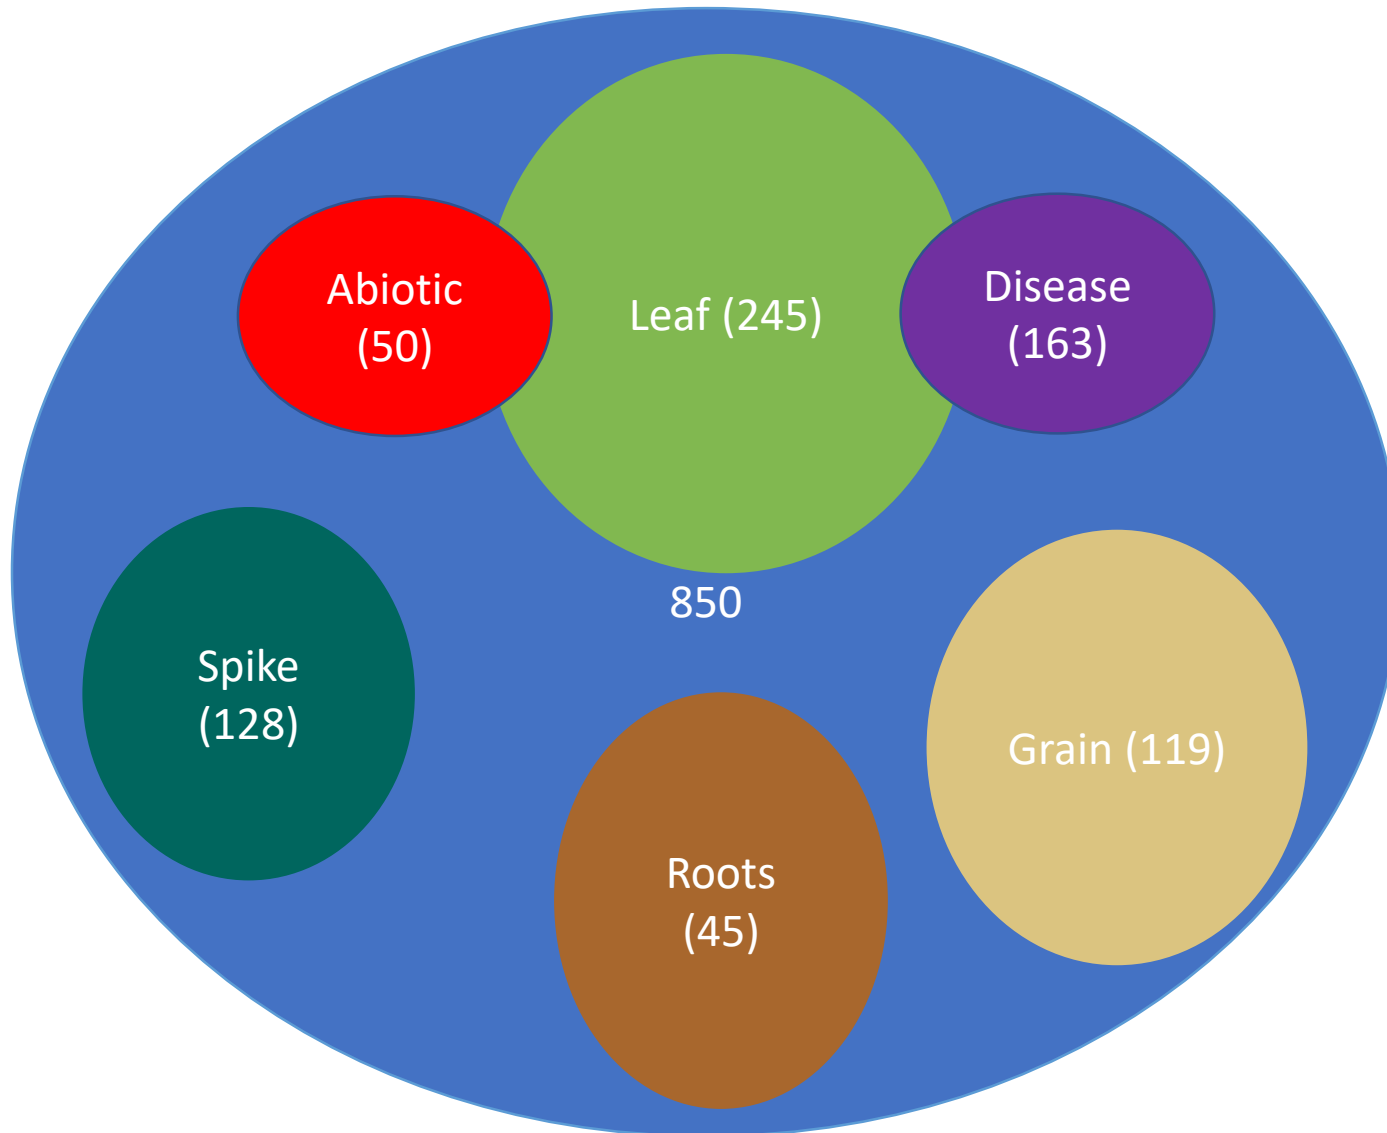 Abiotic
(50)
Leaf (245)
Disease
(163)
850
Spike
(128)
Grain (119)
Roots
(45)